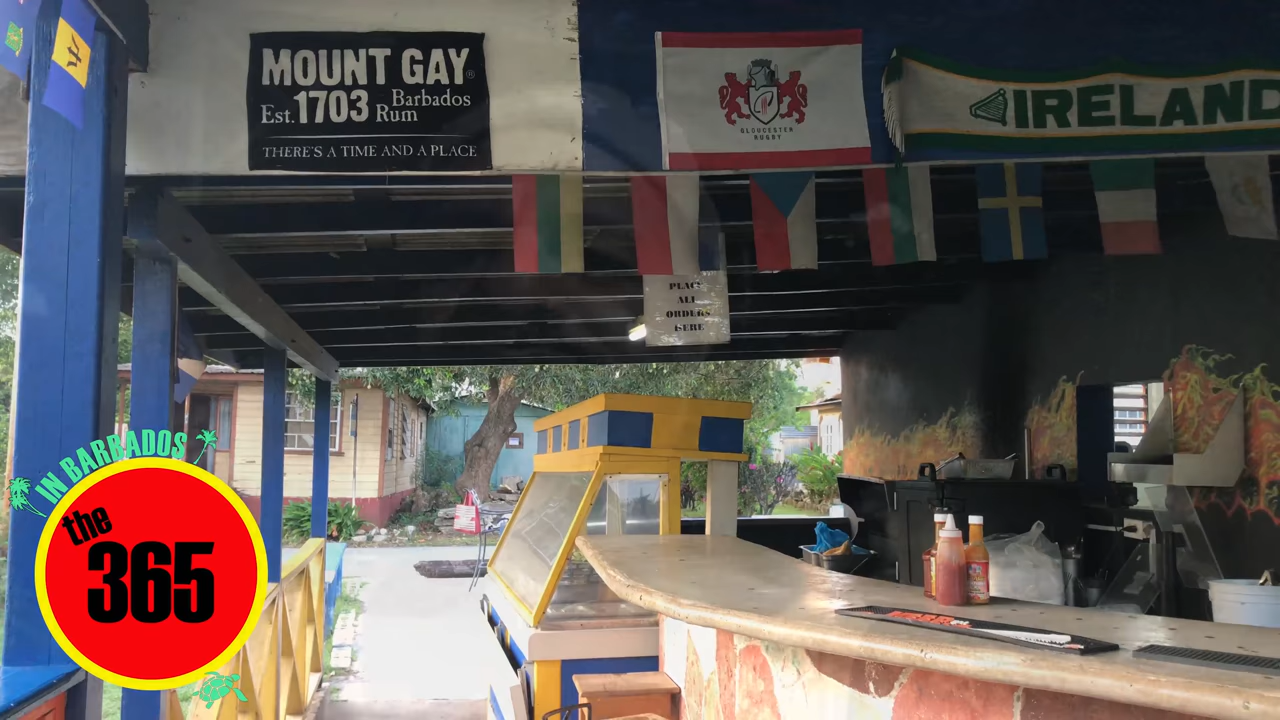 MOUNT GAY®
Est. 1703 Barbados Rum
THERE'S A TIME AND A PLACE
GLOUCESTER
RUGBY
IRELAND
PLACE
ALL
ORDERS
HERE
IN BARBADOS
the
365